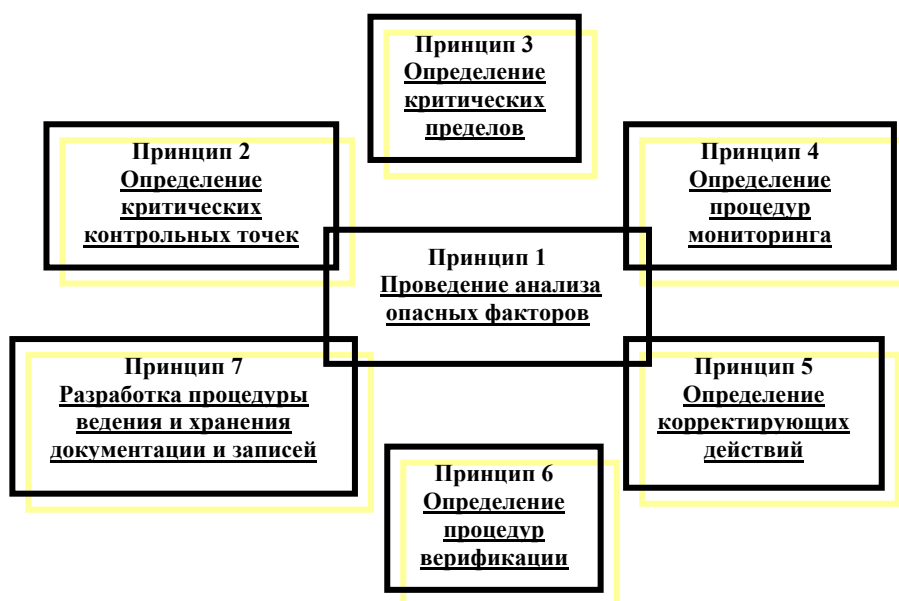 Принцип 3
Определение
критических
пределов
Принцип 2
Определение
критических
контрольных точек
Принцип 4
Определение
процедур
мониторинга
Принцип 1
Проведение анализа
опасных факторов
Принцип 7
Разработка процедуры
ведения и хранения
документации и записей
Принцип 5
Определение
корректирующих
действий
Принцип 6
Определение
процедур
верификации